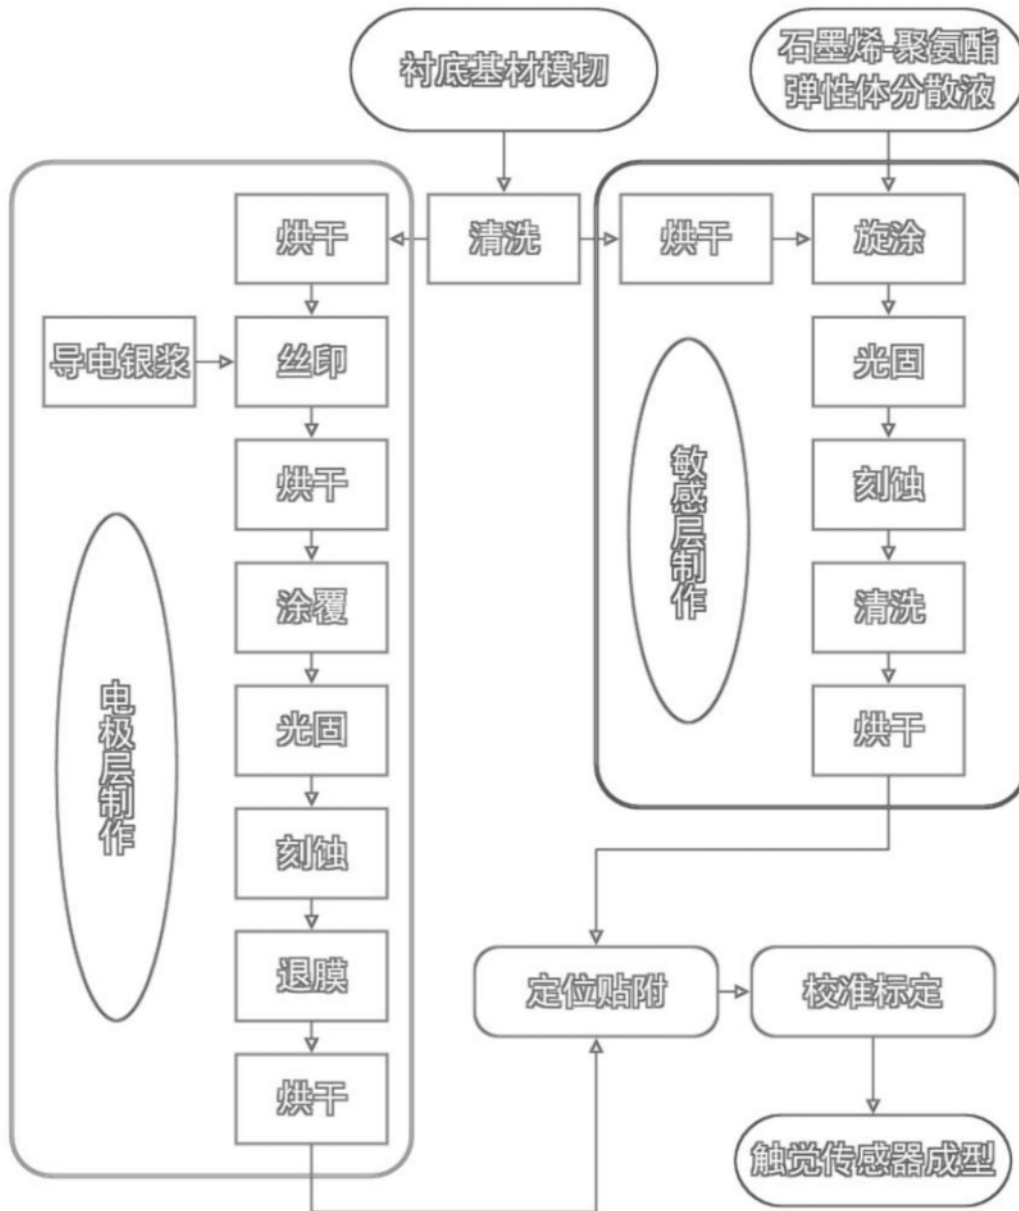 衬底基材模切
石墨烯-聚氨酯
弹性体分散液
烘干
清洗
烘干
旋涂
导电银浆
丝印
光固
烘干
刻蚀
敏感层制作
涂覆
清洗
电极层制作
光固
烘干
刻蚀
退膜
定位贴附
校准标定
烘干
触觉传感器成型